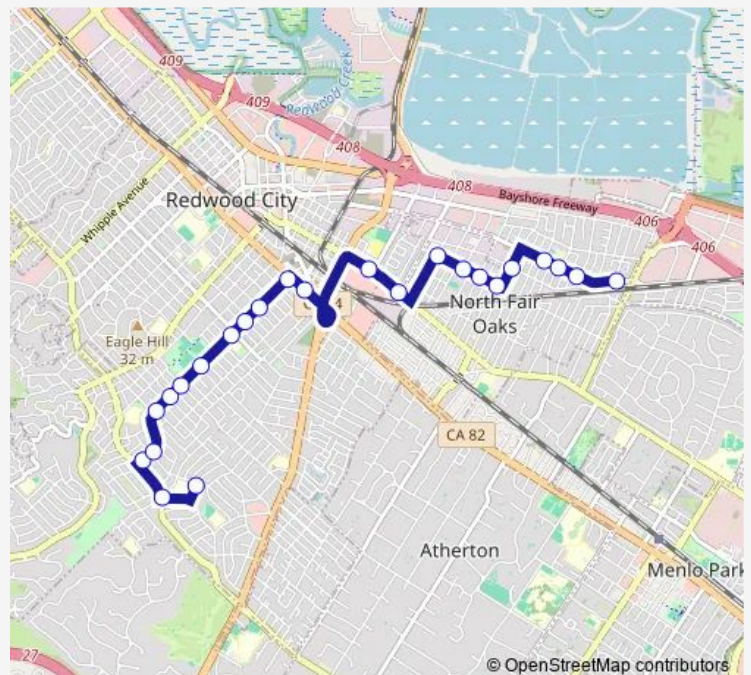 409
409
Redwood Creek
408
408
Bayshore Freeway
406
406
Whipple Avenue
Redwood City
North Fair
Oaks
Eagle Hill
32 m
CA 82
Atherton
Menlo Park
27
© OpenStreetMap contributors